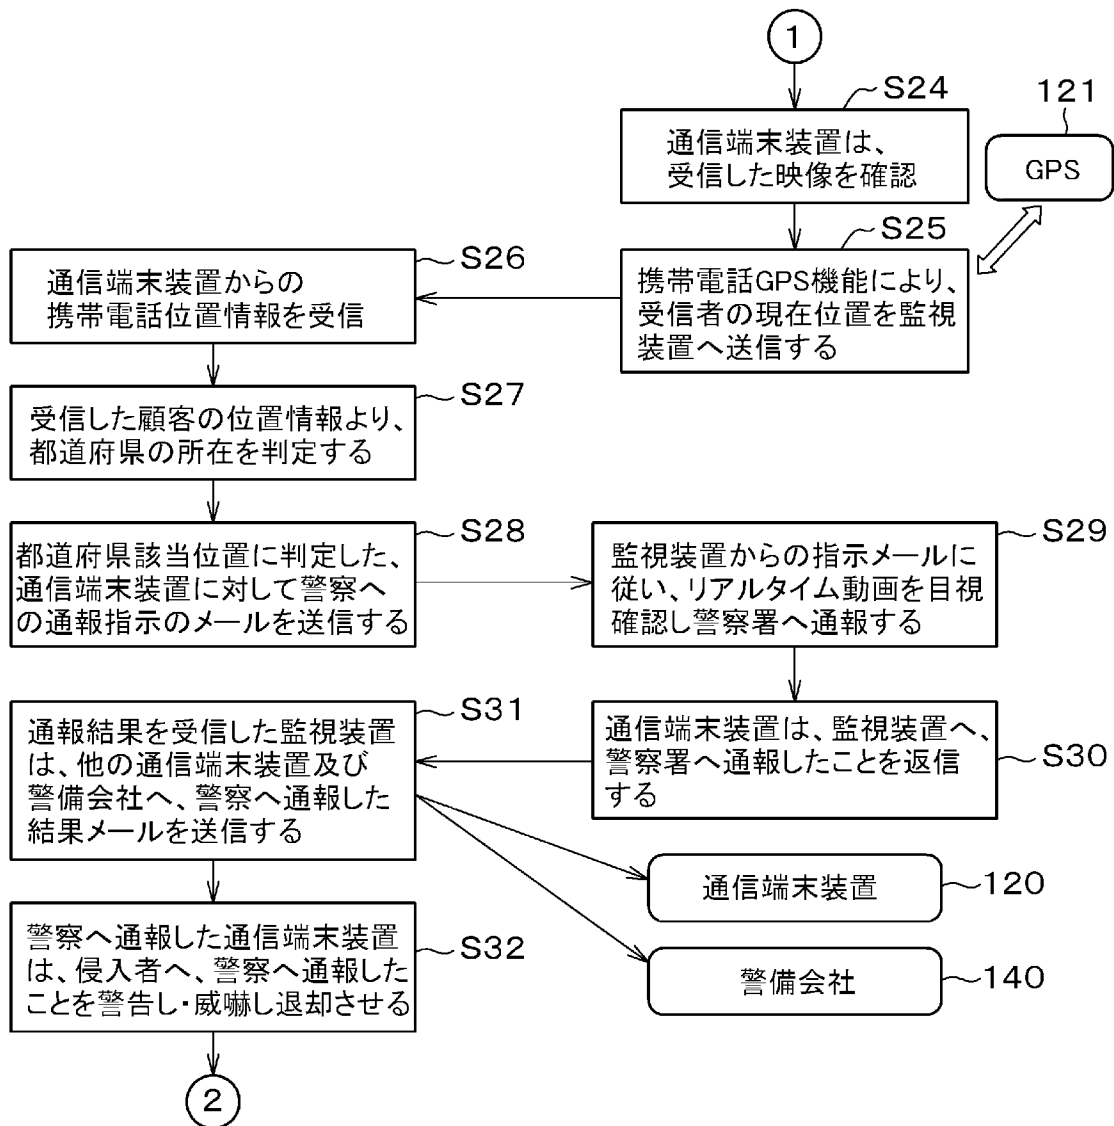 1
S24
通信端末装置は、
受信した映像を確認
121
GPS
S25
携帯電話GPS機能により、
受信者の現在位置を監視
装置へ送信する
S26
通信端末装置からの
携帯電話位置情報を受信
S27
受信した顧客の位置情報より、
都道府県の所在を判定する
S28
都道府県該当位置に判定した、
通信端末装置に対して警察へ
の通報指示のメールを送信する
S29
監視装置からの指示メールに
従い、リアルタイム動画を目視
確認し警察署へ通報する
S30
通信端末装置は、監視装置へ、
警察署へ通報したことを返信
する
S31
通報結果を受信した監視装置
は、他の通信端末装置及び
警備会社へ、警察へ通報した
結果メールを送信する
通信端末装置
120
警備会社
140
S32
警察へ通報した通信端末装置
は、侵入者へ、警察へ通報した
ことを警告し・威嚇し退却させる
2